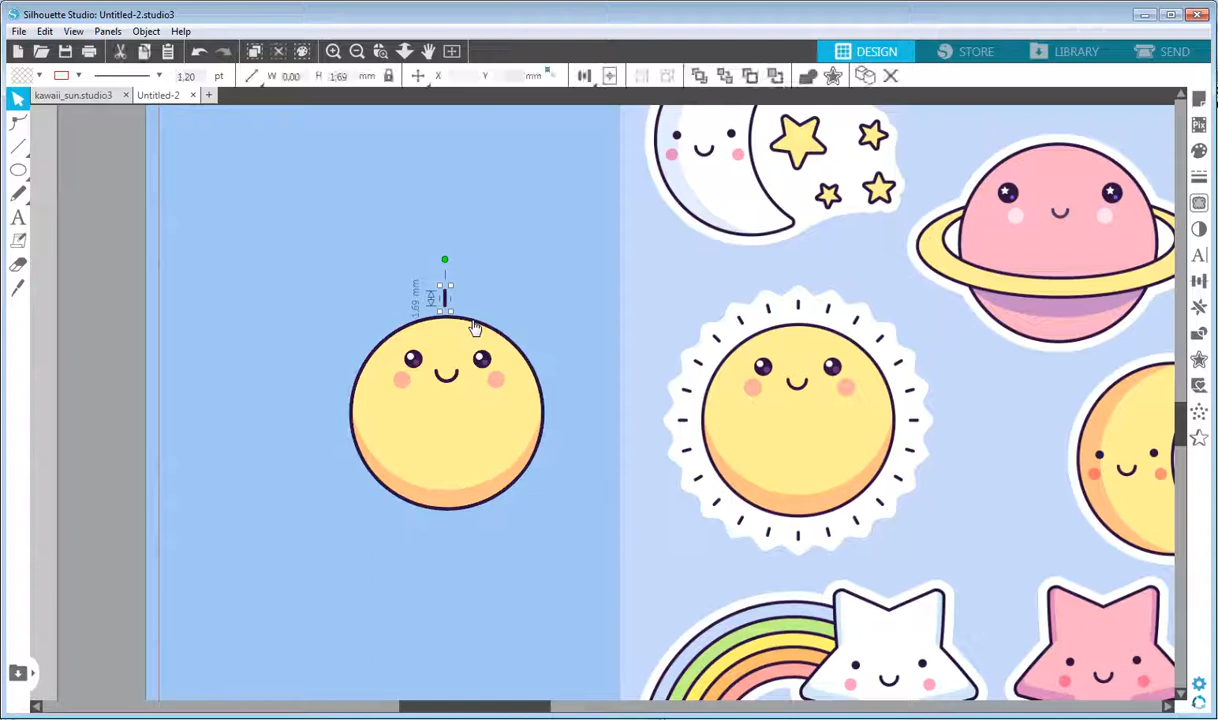 Silhouette Studio: Untitled-2.studio3
File Edit View Panels Object Help
DESIGN STORE LIBRARY SEND
1.20 pt W 0.00 H 1.69 mm X Y mm
kawaii_sun.studio3 × Untitled-2 × +
1.69 mm